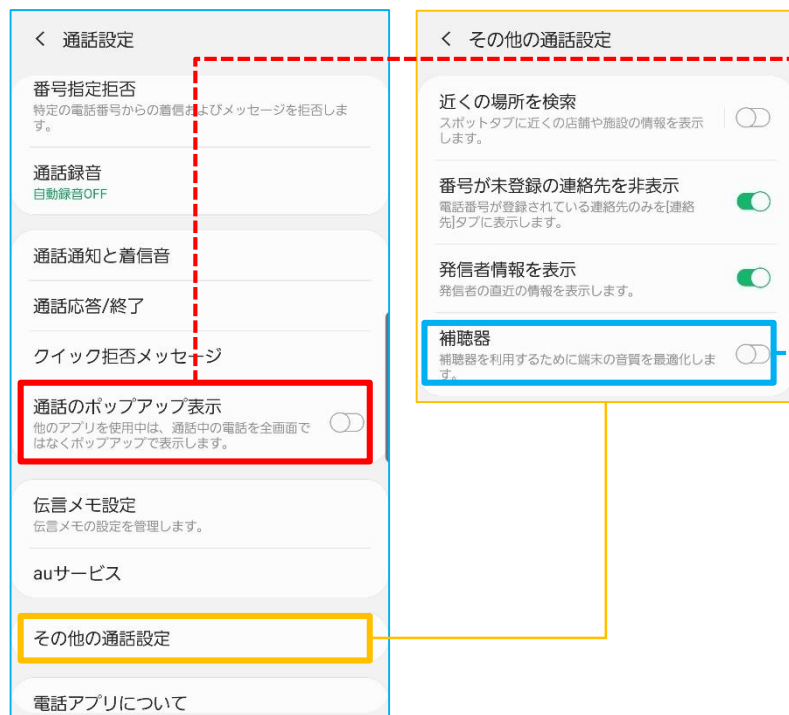 通話設定
番号指定拒否
特定の電話番号からの着信およびメッセージを拒否しま
す。
通話録音
自動録音OFF
通話通知と着信音
通話応答/終了
クイック拒否メッセージ
通話のポップアップ表示
他のアプリを使用中は、通話中の電話を全画面で
はなくポップアップで表示します。
伝言メモ設定
伝言メモの設定を管理します。
auサービス
その他の通話設定
電話アプリについて
その他の通話設定
近くの場所を検索
スポットタブに近くの店舗や施設の情報を表示
します。
番号が未登録の連絡先を非表示
電話番号が登録されている連絡先のみを[連絡
先]タブに表示します。
発信者情報を表示
発信者の直近の情報を表示します。
補聴器
補聴器を利用するために端末の音質を最適化しま
す。